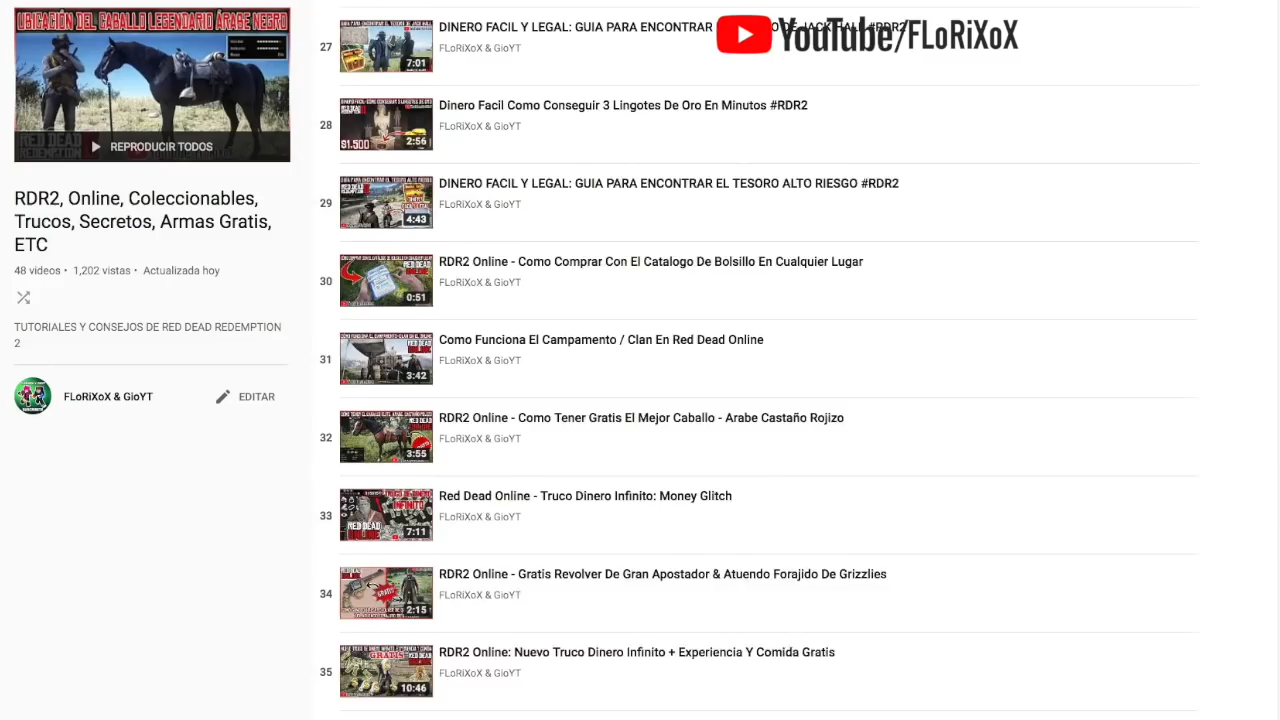 UBICACIÓN DEL CABALLO LEGENDARIO ÁRABE NEGRO
REPRODUCIR TODOS
RDR2, Online, Coleccionables,
Trucos, Secretos, Armas Gratis,
ETC
48 videos • 1,202 vistas • Actualizada hoy
TUTORIALES Y CONSEJOS DE RED DEAD REDEMPTION
2
FLoRiXoX & GioYT
EDITAR
YouTube/FLoRiXoX
27
7:01
DINERO FACIL Y LEGAL: GUIA PARA ENCONTRAR
#RDR2
FLoRiXoX & GioYT
28
$1.500
2:56
Dinero Facil Como Conseguir 3 Lingotes De Oro En Minutos #RDR2
FLoRiXoX & GioYT
29
4:43
DINERO FACIL Y LEGAL: GUIA PARA ENCONTRAR EL TESORO ALTO RIESGO #RDR2
FLoRiXoX & GioYT
30
0:51
RDR2 Online - Como Comprar Con El Catalogo De Bolsillo En Cualquier Lugar
FLoRiXoX & GioYT
31
3:42
Como Funciona El Campamento / Clan En Red Dead Online
FLoRiXoX & GioYT
32
3:55
RDR2 Online - Como Tener Gratis El Mejor Caballo - Arabe Castaño Rojizo
FLoRiXoX & GioYT
33
RED DEAD
7:11
Red Dead Online - Truco Dinero Infinito: Money Glitch
FLoRiXoX & GioYT
34
2:15
RDR2 Online - Gratis Revolver De Gran Apostador & Atuendo Forajido De Grizzlies
FLoRiXoX & GioYT
35
GRATIS
10:46
RDR2 Online: Nuevo Truco Dinero Infinito + Experiencia Y Comida Gratis
FLoRiXoX & GioYT